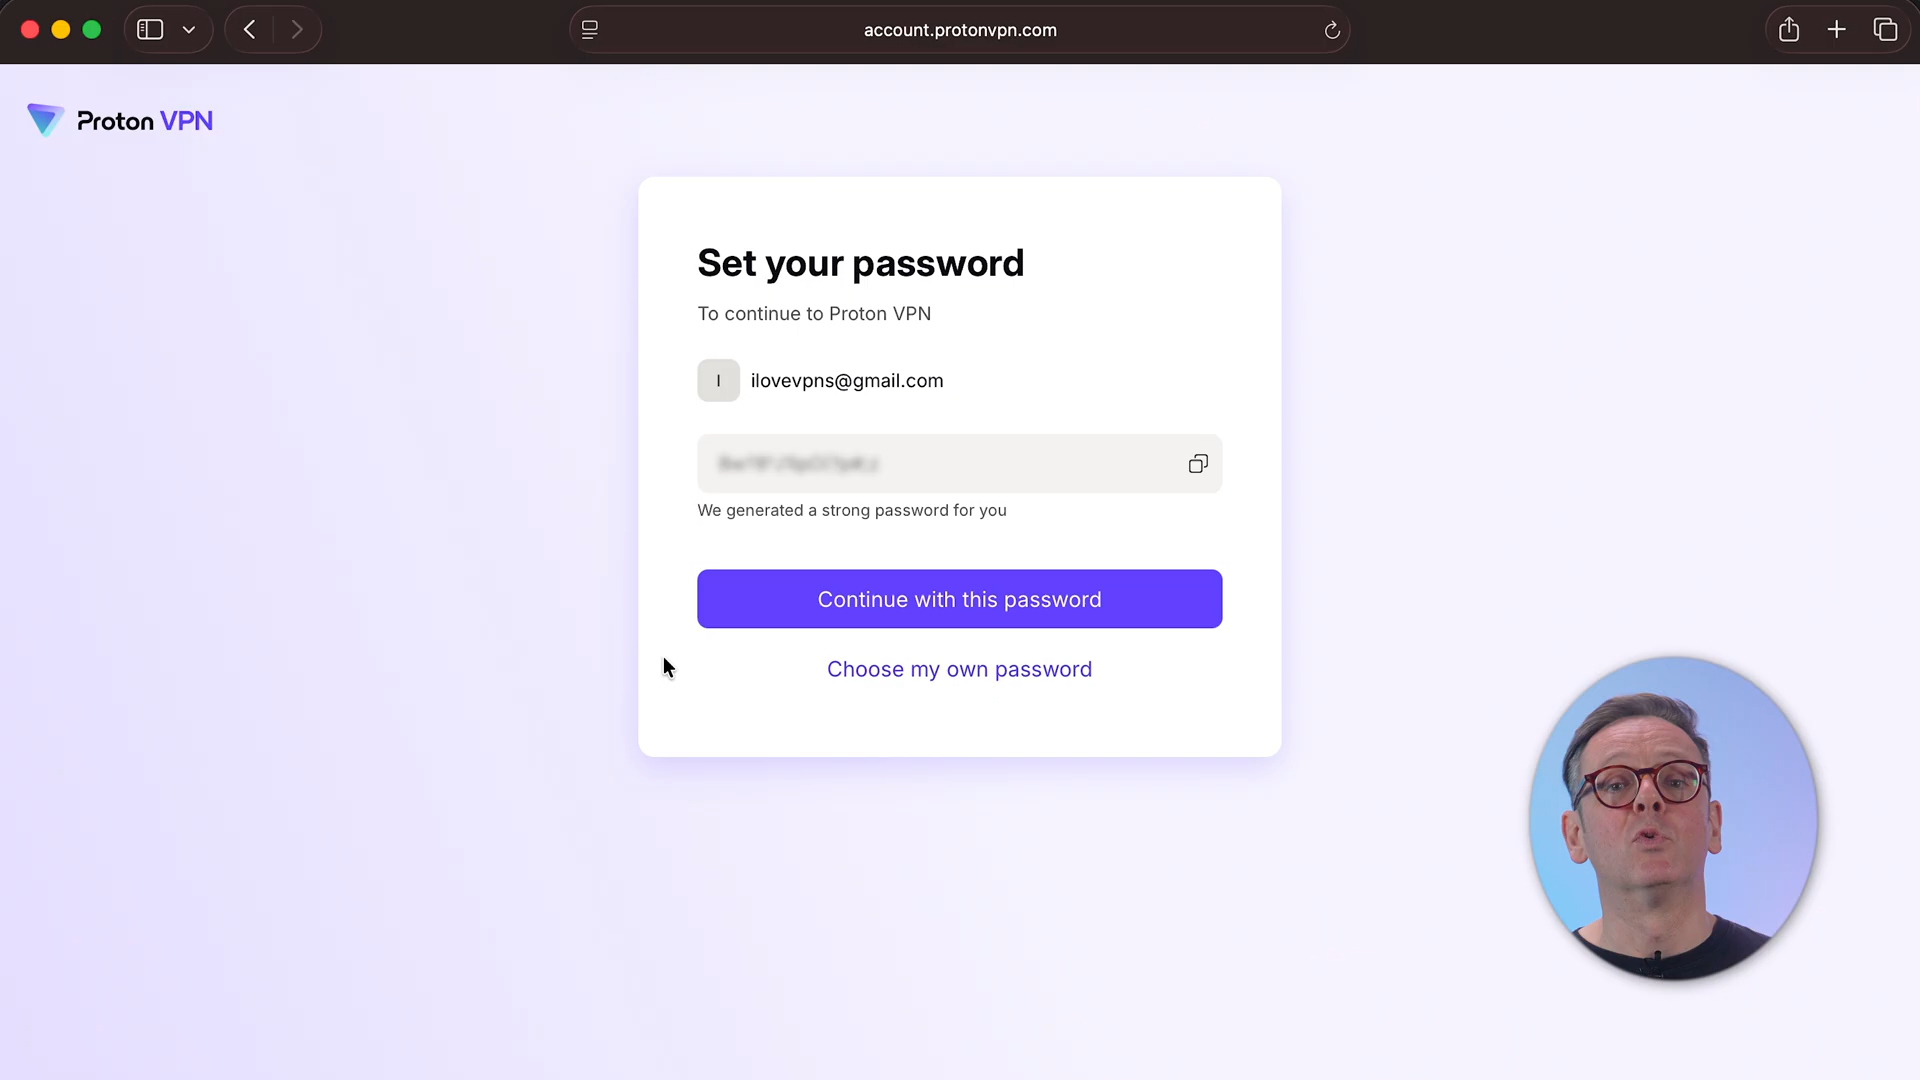 account.protonvpn.com
Proton VPN
Set your password
To continue to Proton VPN
I ilovevpns@gmail.com
We generated a strong password for you
Continue with this password
Choose my own password